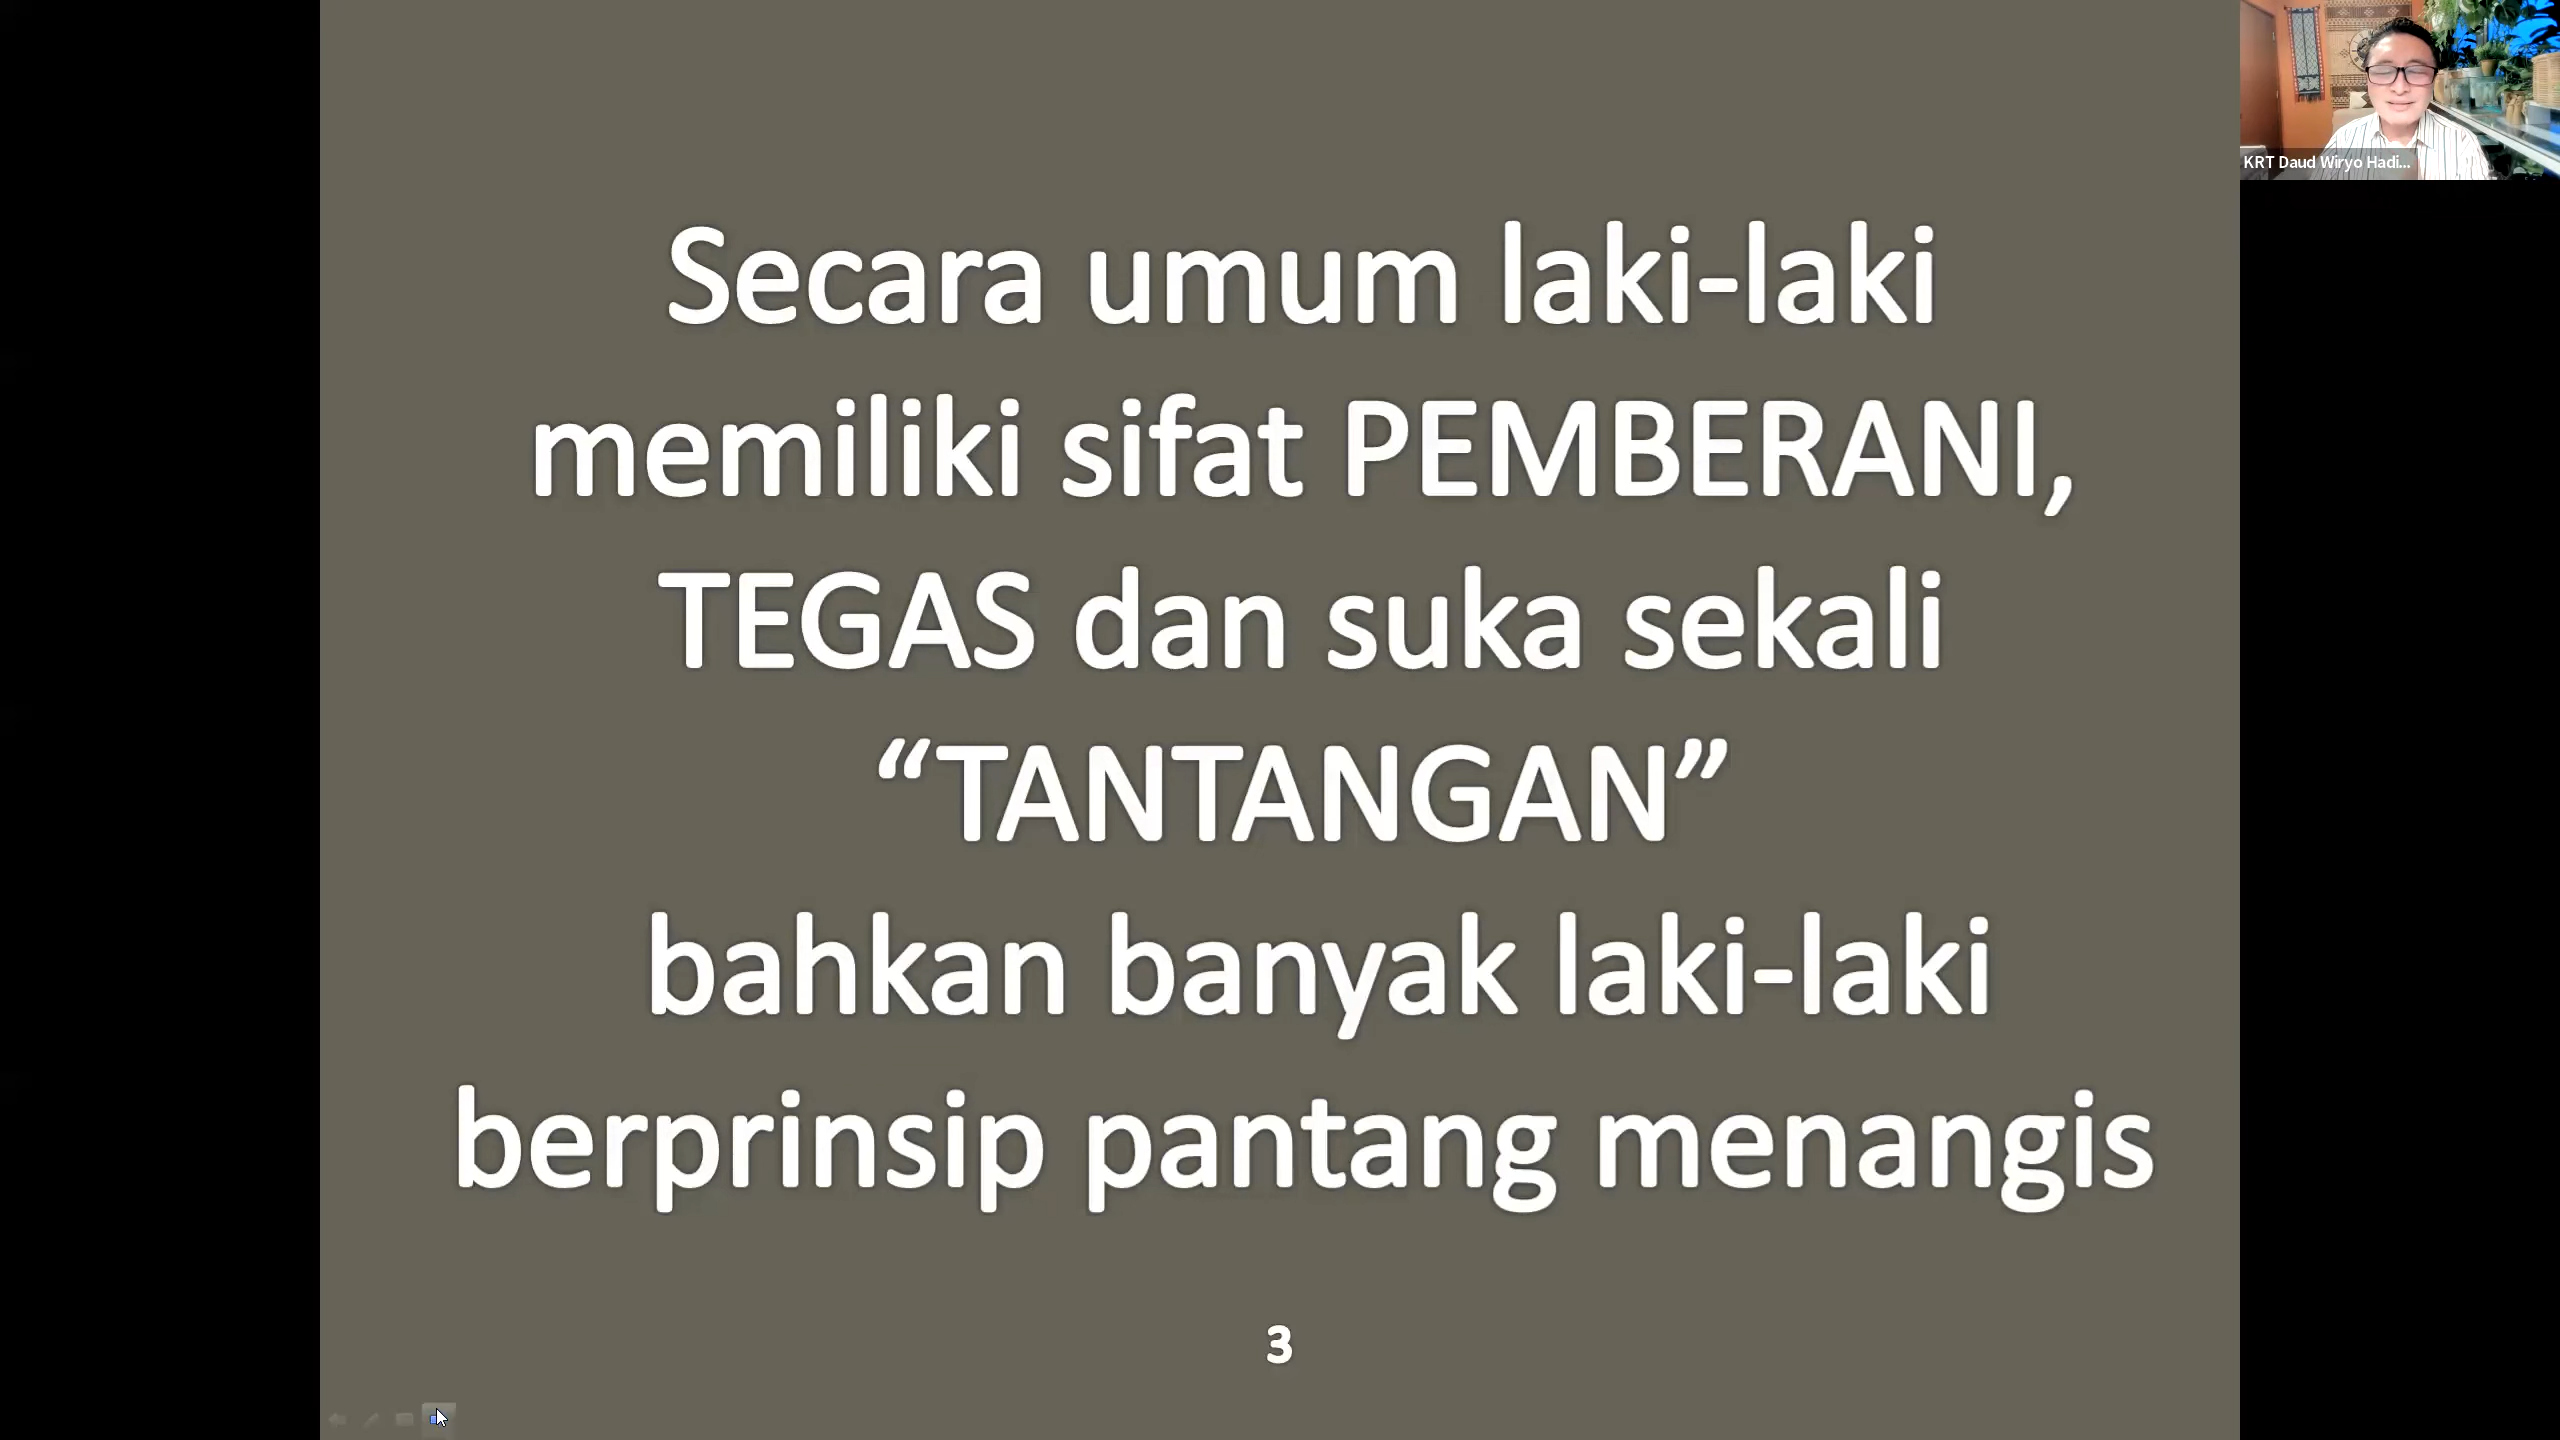 KRT Daud Wiryo Hadi...
Secara umum laki-laki
memiliki sifat PEMBERANI,
TEGAS dan suka sekali
“TANTANGAN”
bahkan banyak laki-laki
berprinsip pantang menangis
3